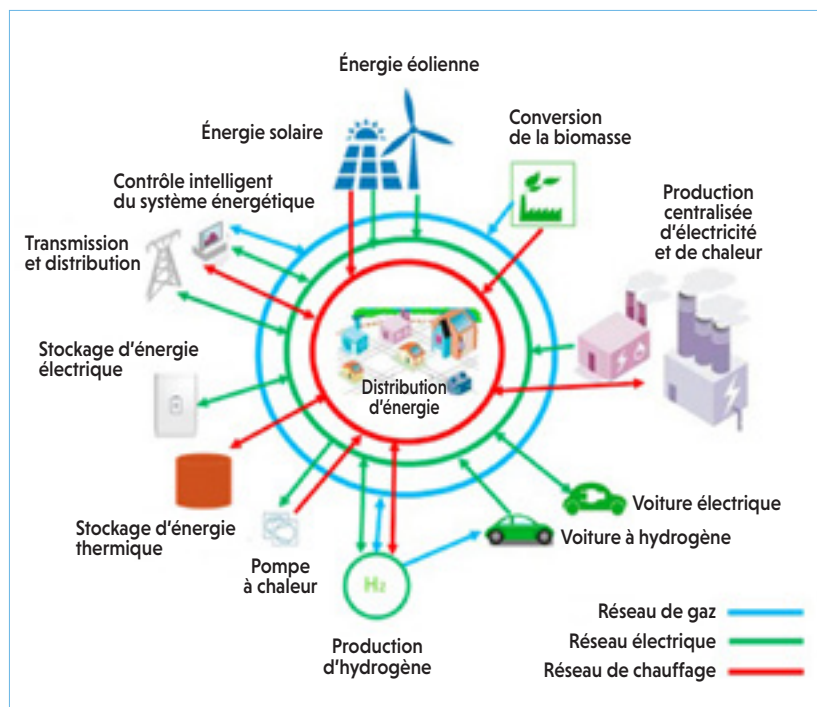 Énergie éolienne
Énergie solaire
Conversion
de la biomasse
Contrôle intelligent
du système énergétique
Production
centralisée
d'électricité
et de chaleur
Transmission
et distribution
Stockage d'énergie
électrique
Distribution
d'énergie
Stockage d'énergie
thermique
Pompe
à chaleur
H2
Production
d'hydrogène
Voiture électrique
Voiture à hydrogène
Réseau de gaz
Réseau électrique
Réseau de chauffage